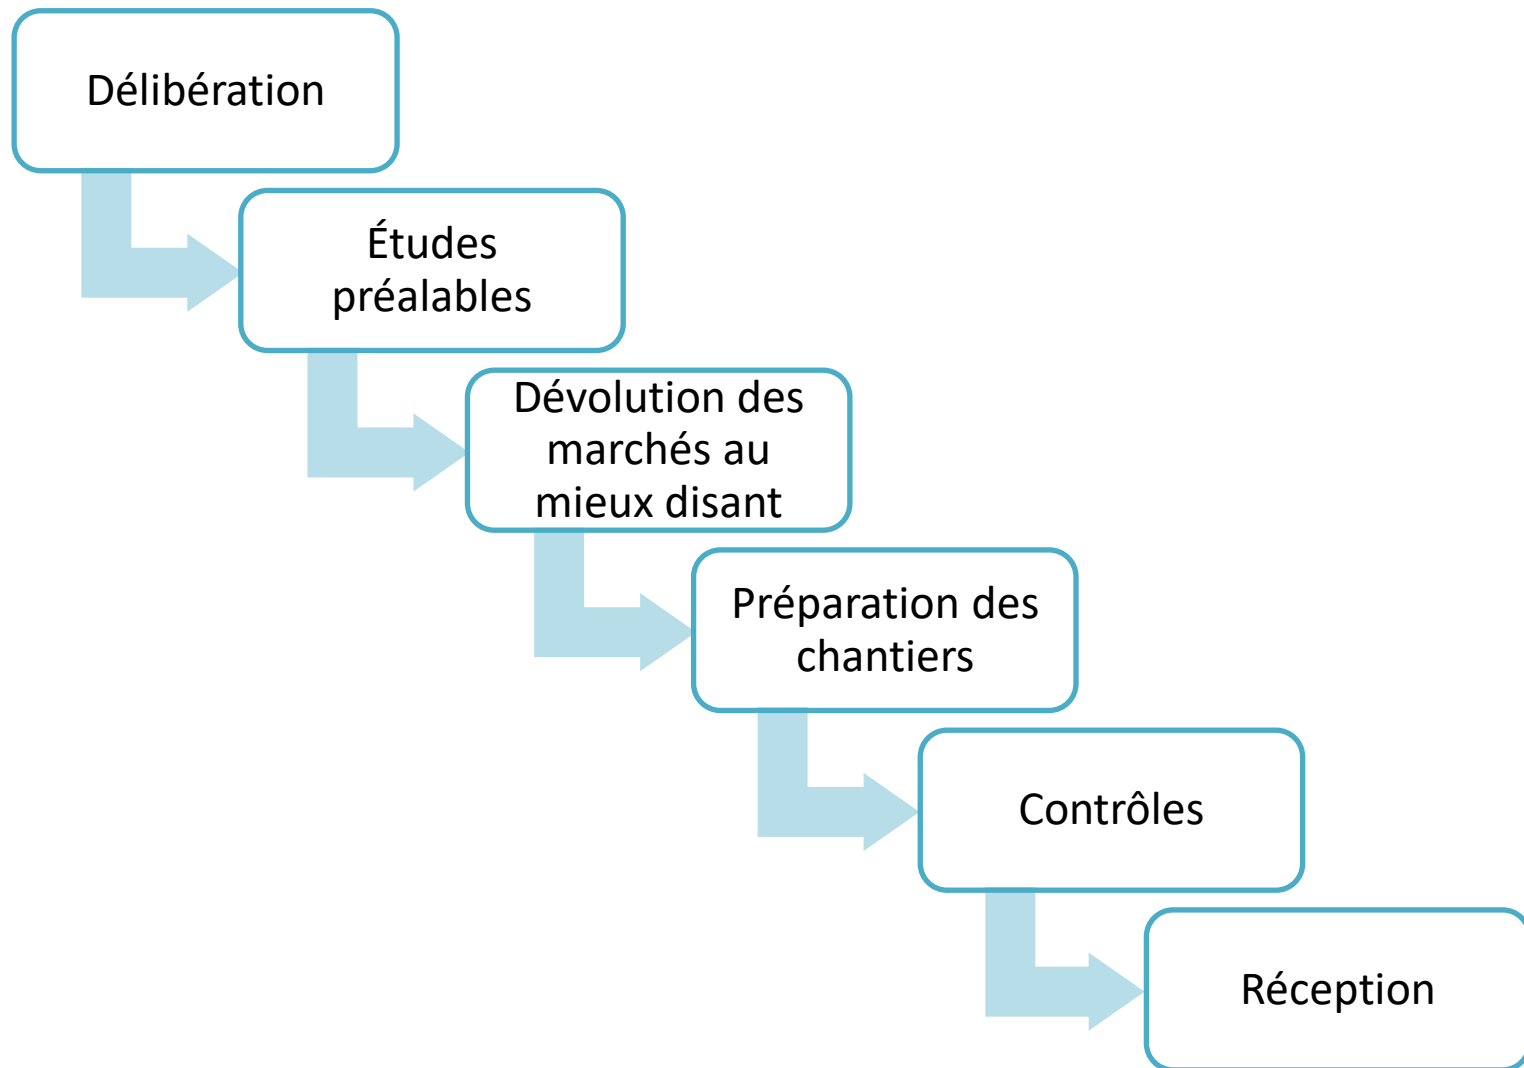 Délibération
Études
préalables
Dévolution des
marchés au
mieux disant
Préparation des
chantiers
Contrôles
Réception